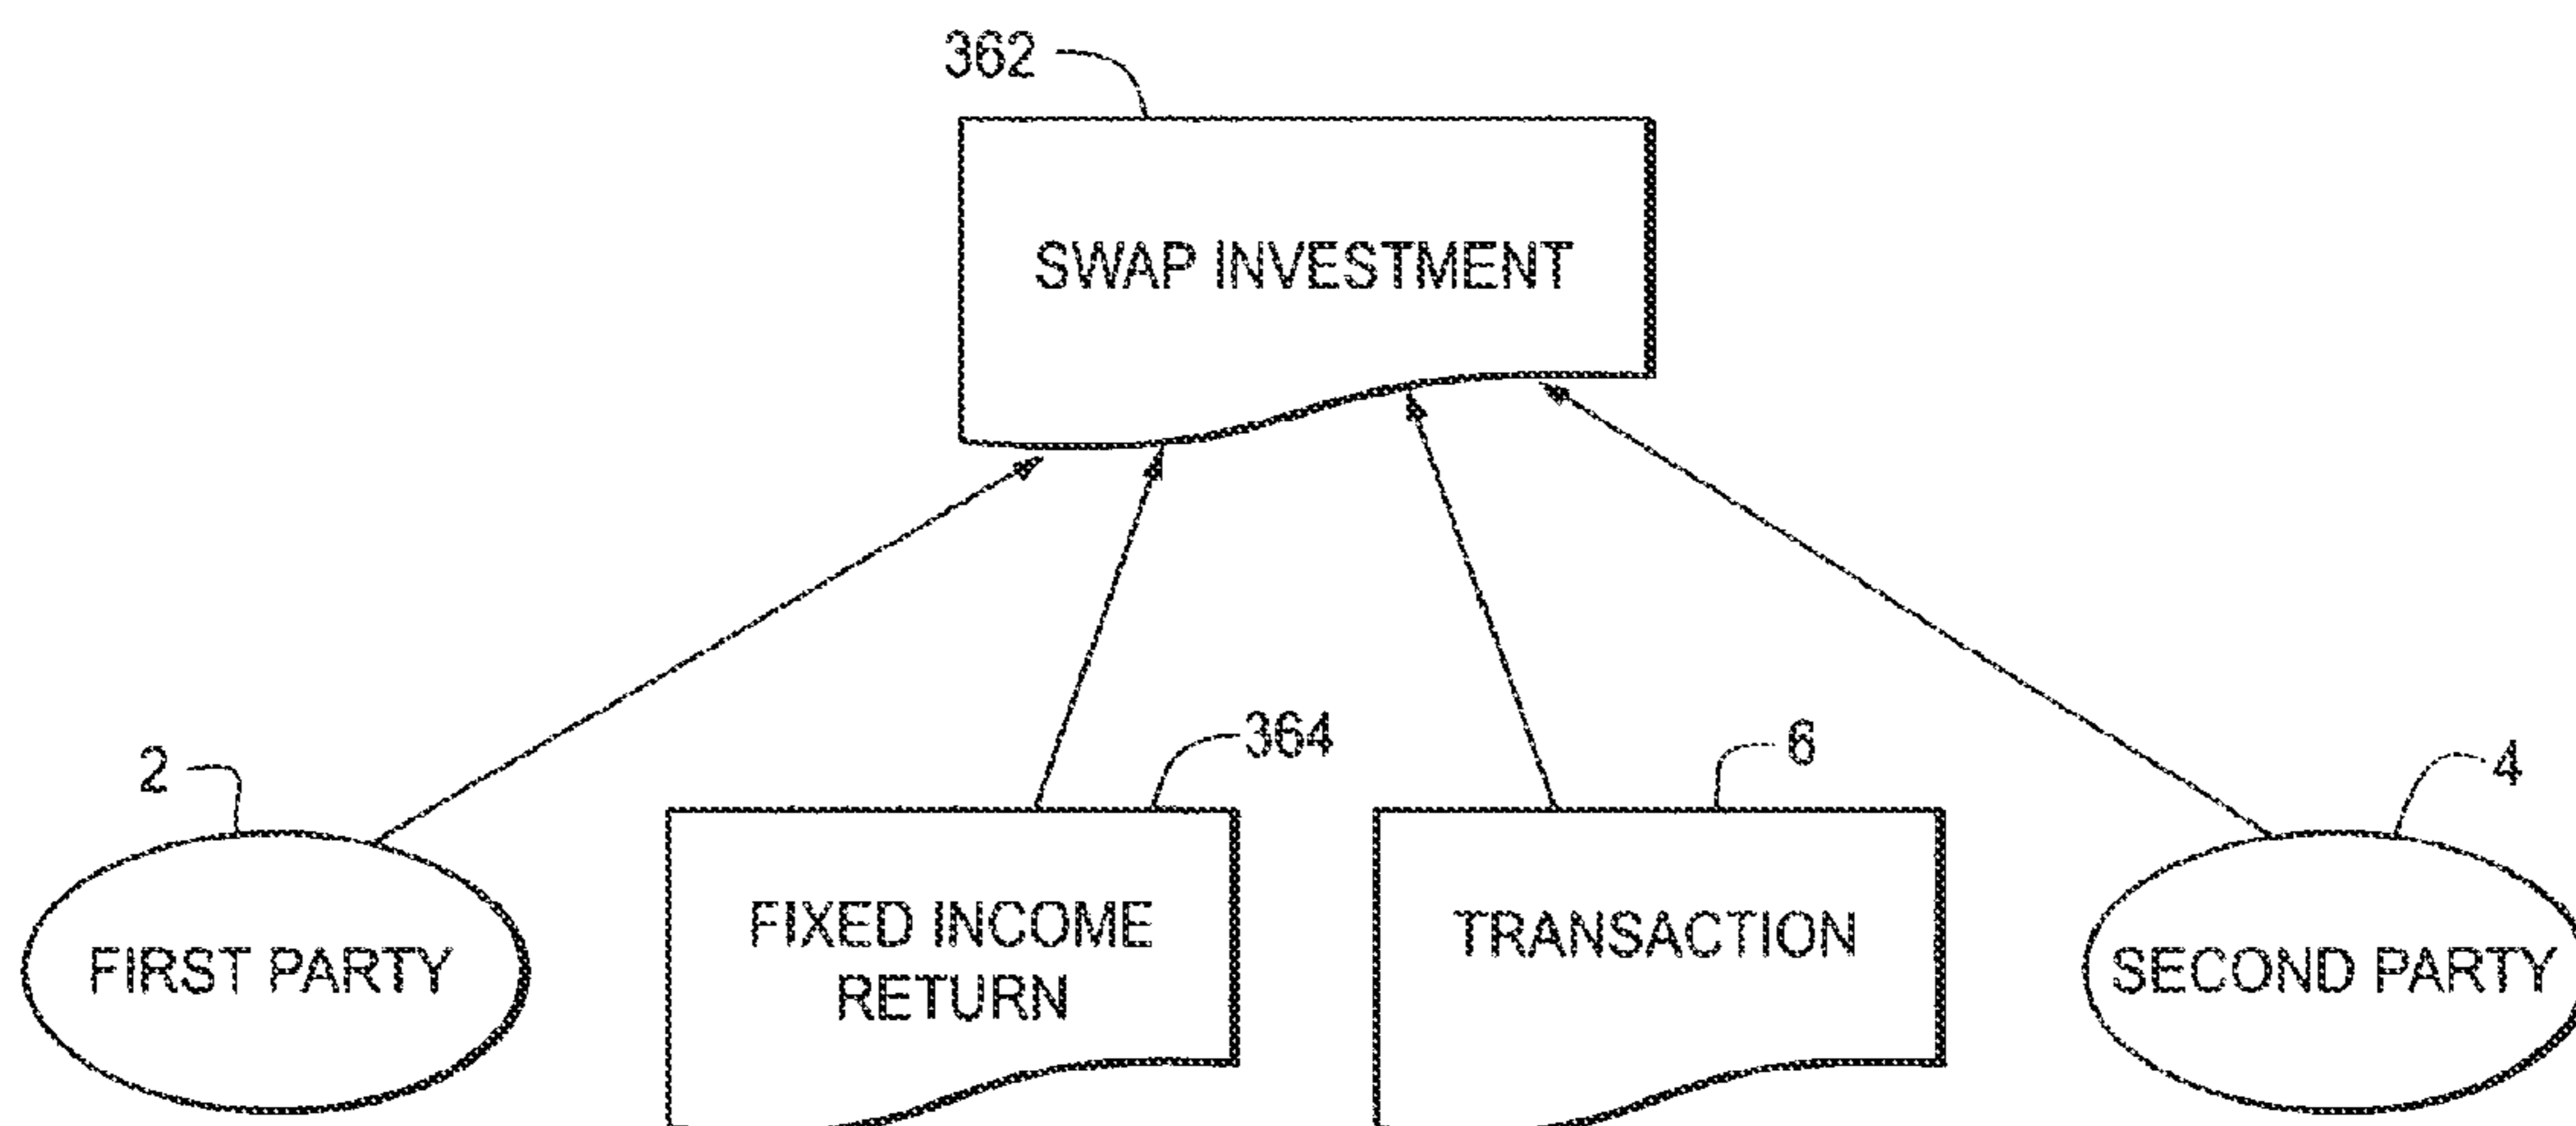 362
SWAP INVESTMENT
2
364
6
4
FIRST PARTY
FIXED INCOME
RETURN
TRANSACTION
SECOND PARTY